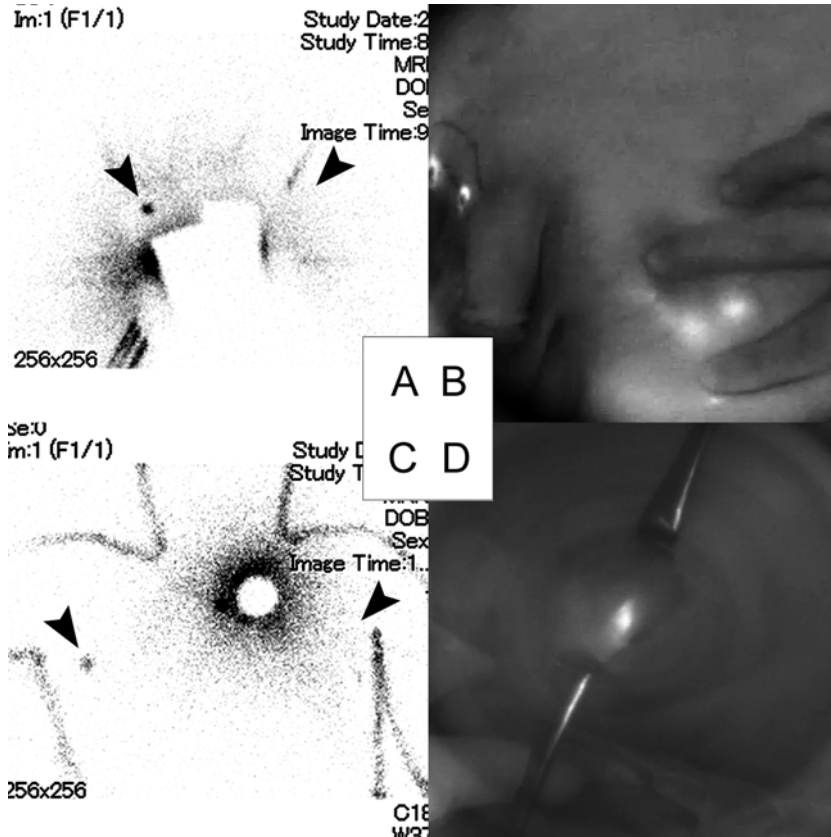 Im:1 (F1/1)
Study Date:2
Study Time:8
MRI
DOI
Se
Image Time:9
256x256
A B
C D
Se:0
m:1 (F1/1)
Study D
Study T
DOB
Sex
Image Time:1...
256x256
C18
W37